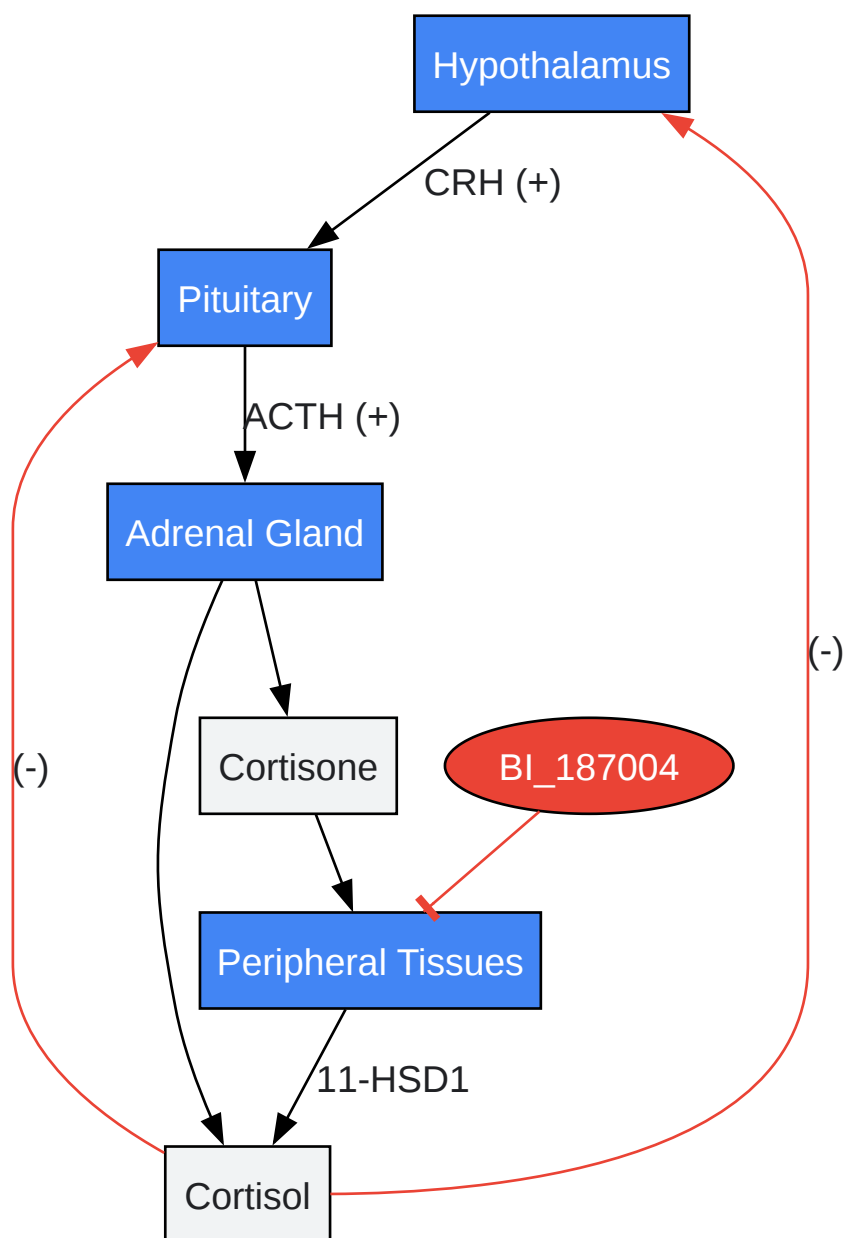 Hypothalamus
CRH (+)
Pituitary
ACTH (+)
Adrenal Gland
(-)
(-)
Cortisone
BI_187004
Peripheral Tissues
11-HSD1
Cortisol